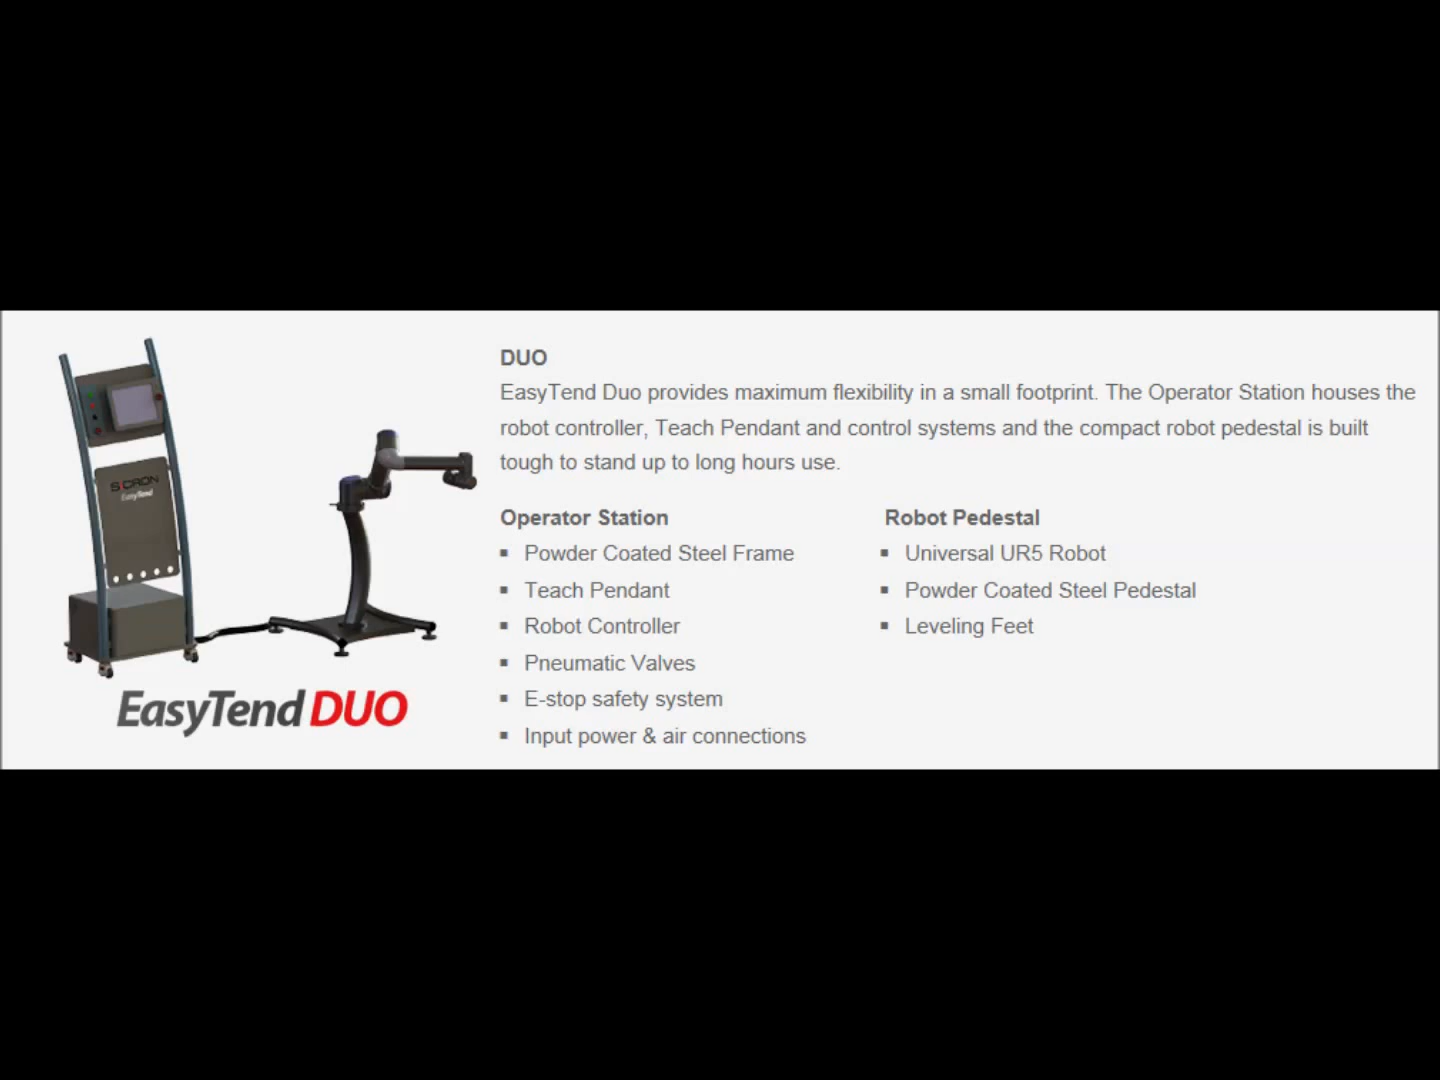 DUO
EasyTend Duo provides maximum flexibility in a small footprint. The Operator Station houses the
robot controller, Teach Pendant and control systems and the compact robot pedestal is built
tough to stand up to long hours use.
Operator Station
▪ Powder Coated Steel Frame
▪ Teach Pendant
▪ Robot Controller
▪ Pneumatic Valves
▪ E-stop safety system
▪ Input power & air connections
Robot Pedestal
▪ Universal UR5 Robot
▪ Powder Coated Steel Pedestal
▪ Leveling Feet
EasyTend
EasyTend DUO